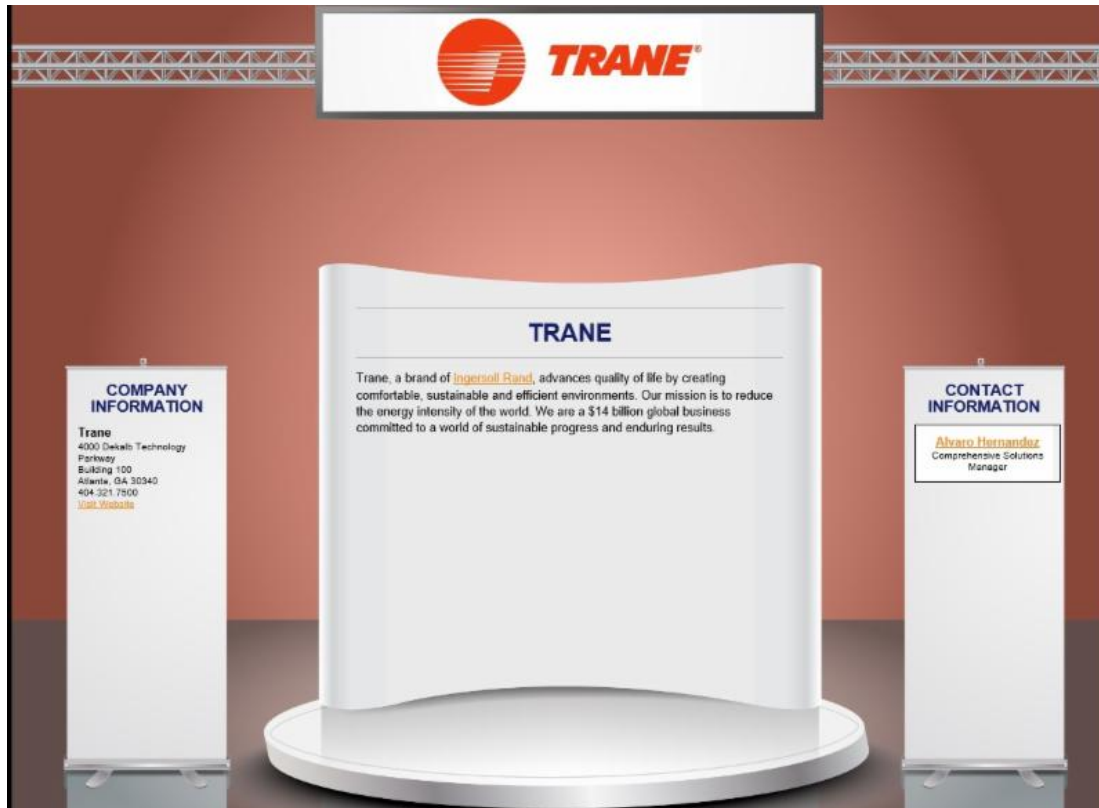 TRANE®
TRANE
Trane, a brand of Ingersoll Rand, advances quality of life by creating
comfortable, sustainable and efficient environments. Our mission is to reduce
the energy intensity of the world. We are a $14 billion global business
committed to a world of sustainable progress and enduring results.
COMPANY
INFORMATION
Trane
4000 Dekalb Technology
Parkway
Building 100
Atlanta, GA 30340
404.321.7500
Visit Website
CONTACT
INFORMATION
Alvaro Hernandez
Comprehensive Solutions
Manager